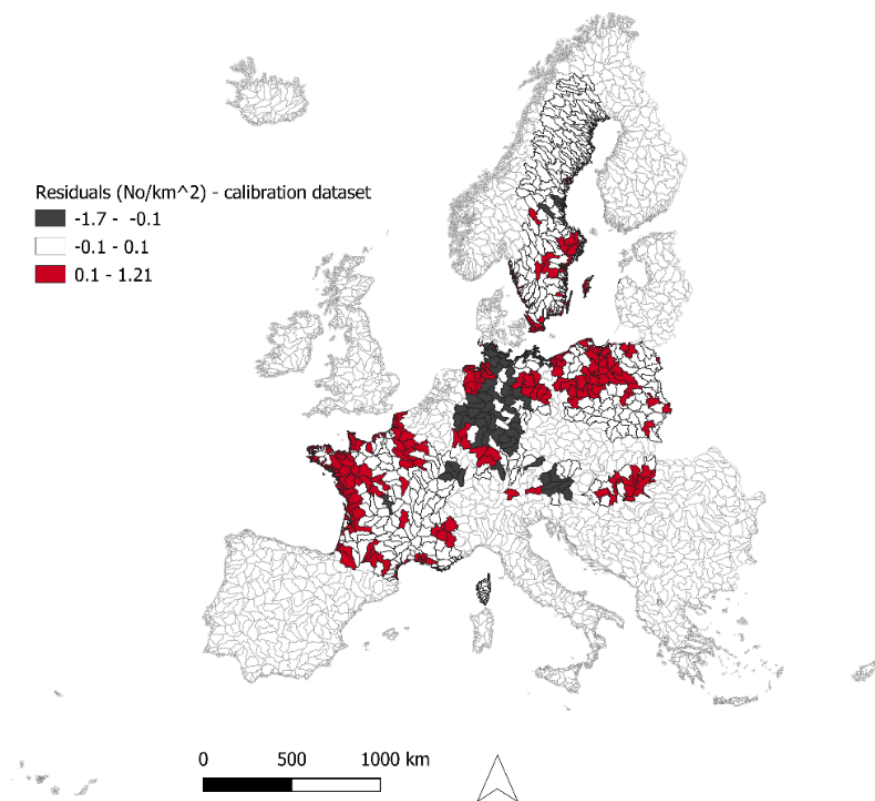 Residuals (No/km^2) - calibration dataset
-1.7 - -0.1
-0.1 - 0.1
0.1 - 1.21
0 500 1000 km